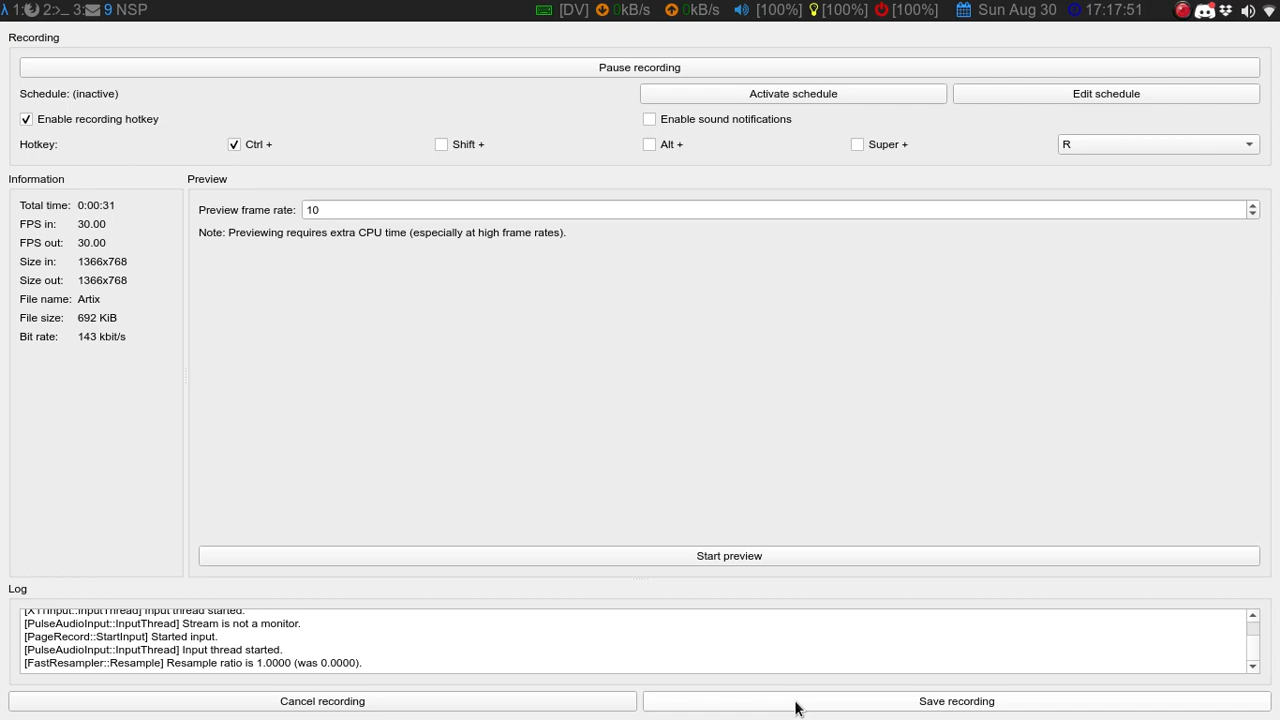 λ 1: 2:>_ 3: 9 NSP [DV] 0kB/s 0kB/s [100%] [100%] [100%] Sun Aug 30 17:17:51
Recording
Pause recording
Schedule: (inactive) Activate schedule Edit schedule
Enable recording hotkey Enable sound notifications
Hotkey: Ctrl + Shift + Alt + Super + R
Information Preview
Total time: 0:00:31
Preview frame rate: 10
FPS in: 30.00
Note: Previewing requires extra CPU time (especially at high frame rates).
FPS out: 30.00
Size in: 1366x768
Size out: 1366x768
File name: Artix
File size: 692 KiB
Bit rate: 143 kbit/s
Start preview
Log
[X11Input::InputThread] Input thread started.
[PulseAudioInput::InputThread] Stream is not a monitor.
[PageRecord::StartInput] Started input.
[PulseAudioInput::InputThread] Input thread started.
[FastResampler::Resample] Resample ratio is 1.0000 (was 0.0000).
Cancel recording Save recording